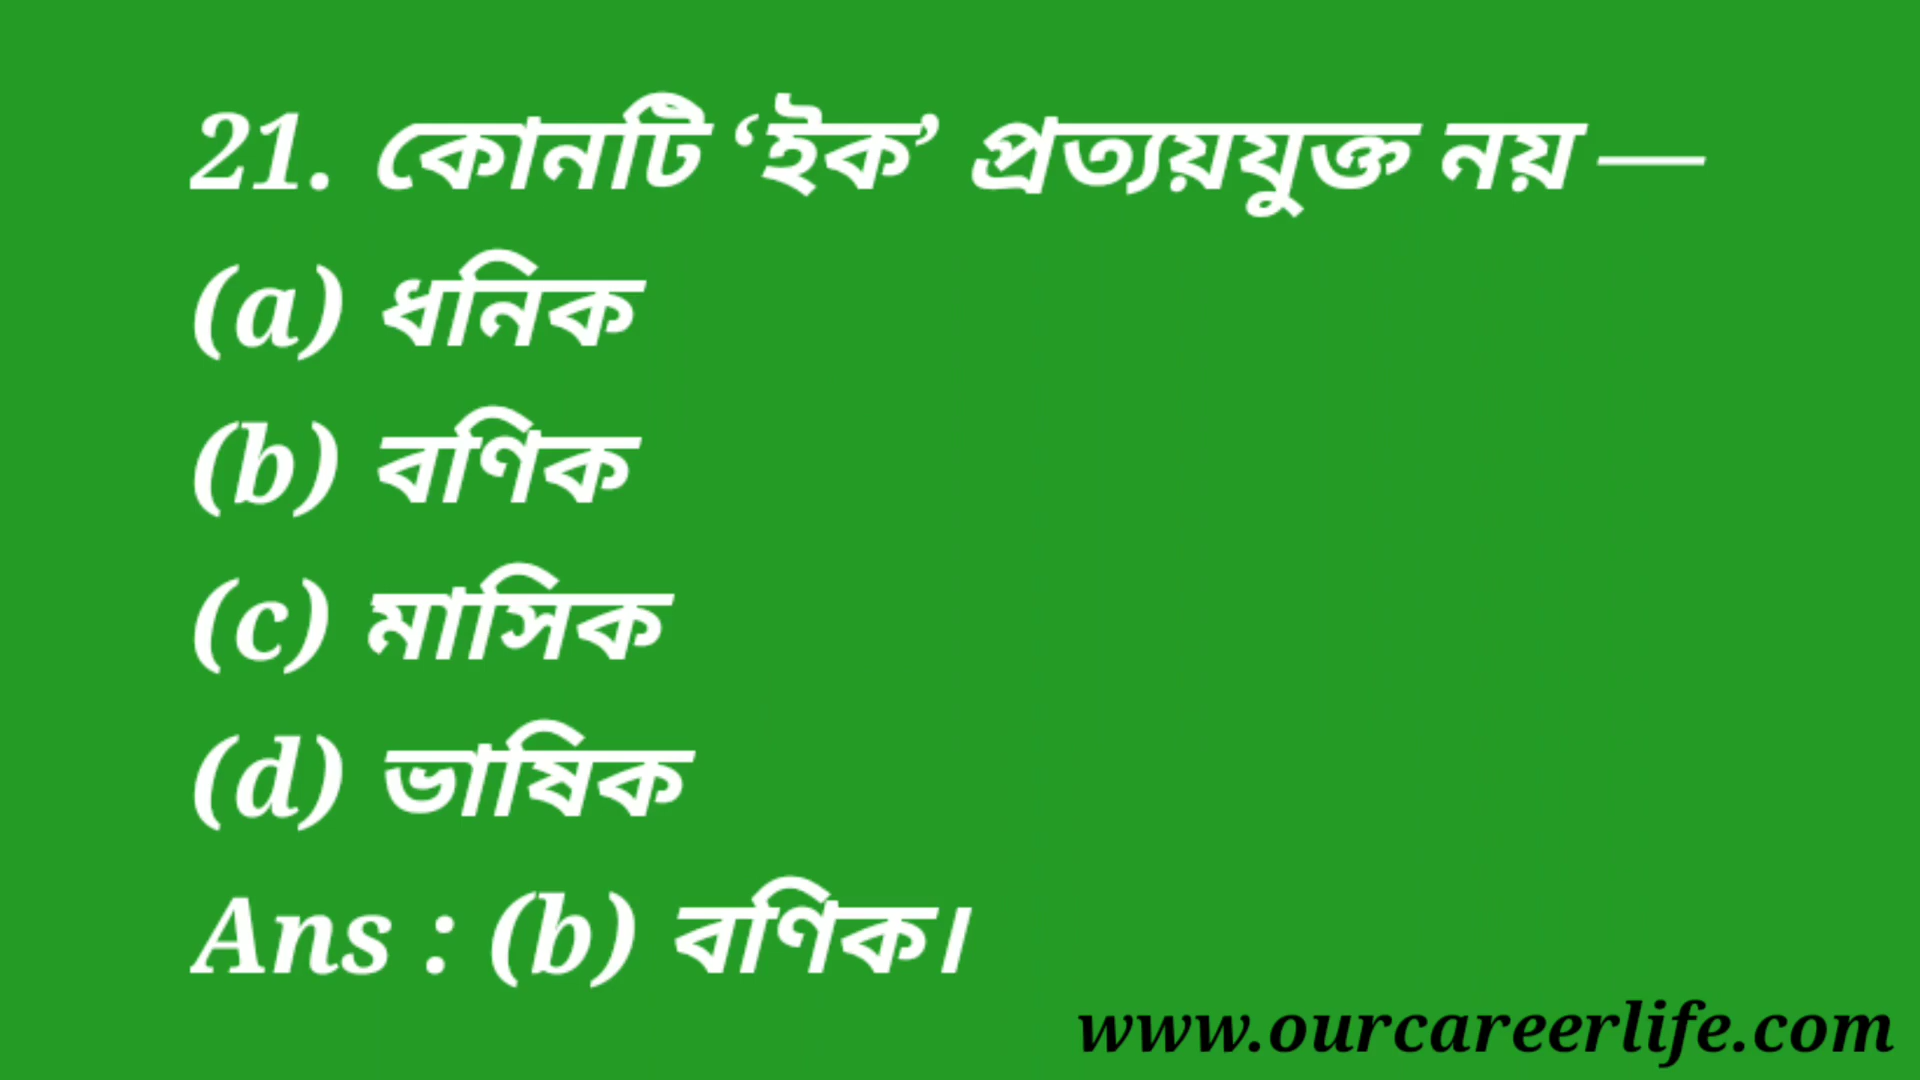 21. কোনটি ‘ইক’ প্রত্যয়যুক্ত নয় —
(a) ধনিক
(b) বণিক
(c) মাসিক
(d) ভাষিক
Ans : (b) বণিক।
www.ourcareerlife.com